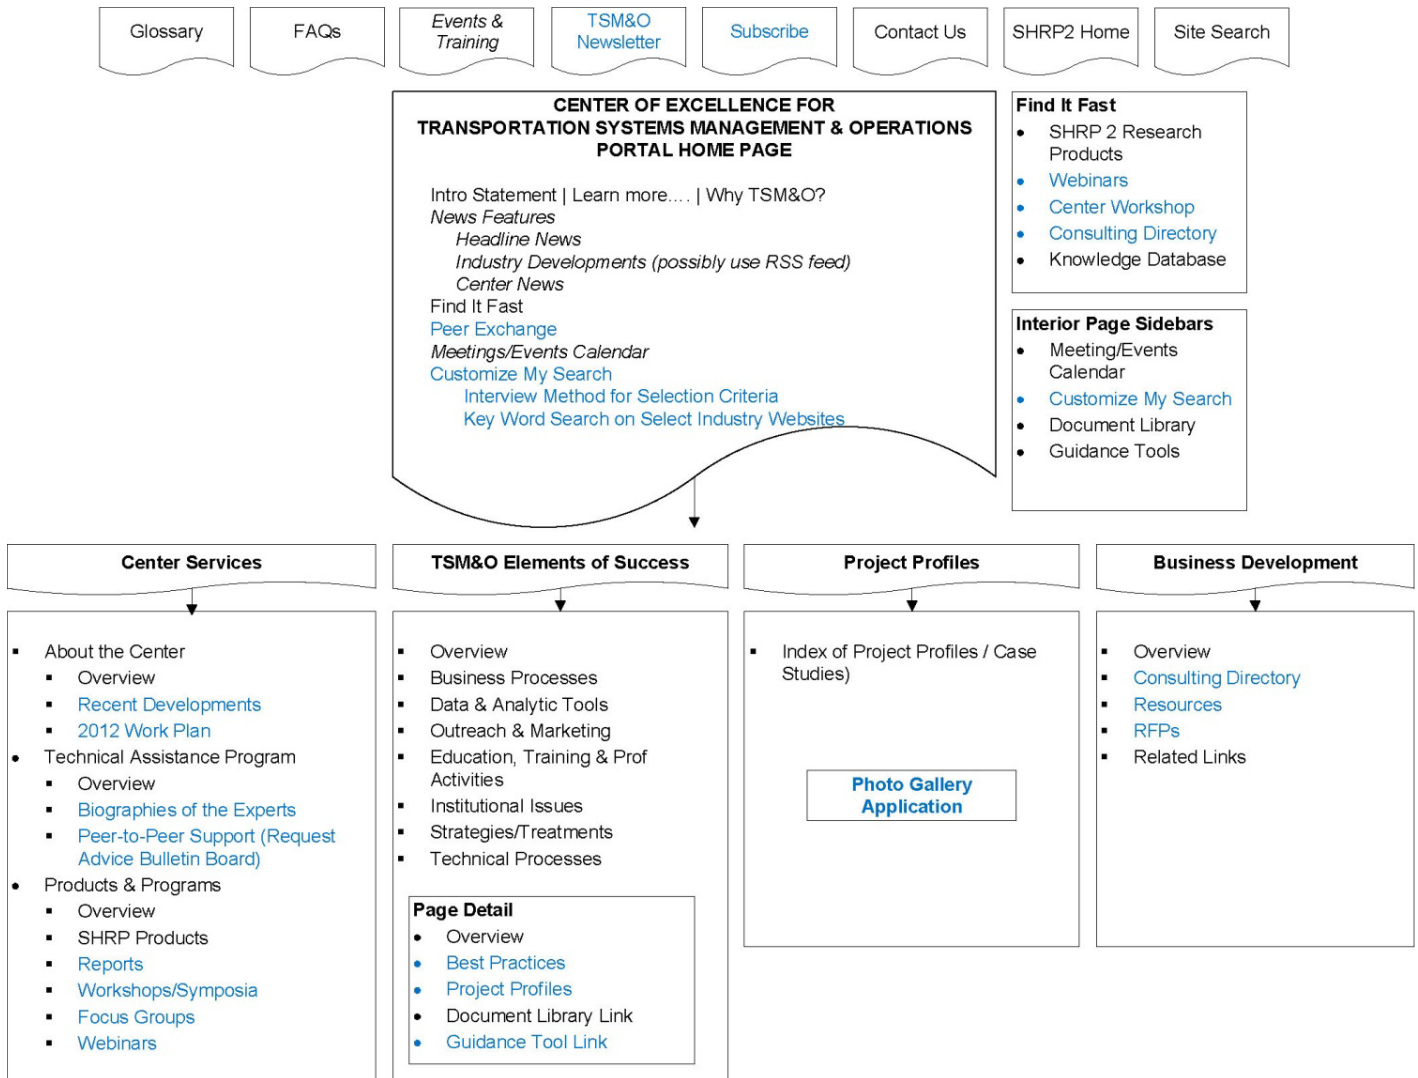 Glossary
FAQs
Events &
Training
TSM&O
Newsletter
Subscribe
Contact Us
SHRP2 Home
Site Search
CENTER OF EXCELLENCE FOR
TRANSPORTATION SYSTEMS MANAGEMENT & OPERATIONS
PORTAL HOME PAGE
Intro Statement | Learn more.... | Why TSM&O?
News Features
Headline News
Industry Developments (possibly use RSS feed)
Center News
Find It Fast
Peer Exchange
Meetings/Events Calendar
Customize My Search
Interview Method for Selection Criteria
Key Word Search on Select Industry Websites
Find It Fast
• SHRP 2 Research
Products
• Webinars
• Center Workshop
• Consulting Directory
• Knowledge Database
Interior Page Sidebars
• Meeting/Events
Calendar
• Customize My Search
• Document Library
• Guidance Tools
Center Services
▪ About the Center
▪ Overview
▪ Recent Developments
▪ 2012 Work Plan
• Technical Assistance Program
▪ Overview
▪ Biographies of the Experts
▪ Peer-to-Peer Support (Request
Advice Bulletin Board)
• Products & Programs
▪ Overview
▪ SHRP Products
▪ Reports
▪ Workshops/Symposia
▪ Focus Groups
▪ Webinars
TSM&O Elements of Success
▪ Overview
▪ Business Processes
▪ Data & Analytic Tools
▪ Outreach & Marketing
▪ Education, Training & Prof
Activities
▪ Institutional Issues
▪ Strategies/Treatments
▪ Technical Processes
Page Detail
• Overview
• Best Practices
• Project Profiles
• Document Library Link
• Guidance Tool Link
Project Profiles
▪ Index of Project Profiles / Case
Studies)
Photo Gallery
Application
Business Development
▪ Overview
▪ Consulting Directory
▪ Resources
▪ RFPs
▪ Related Links